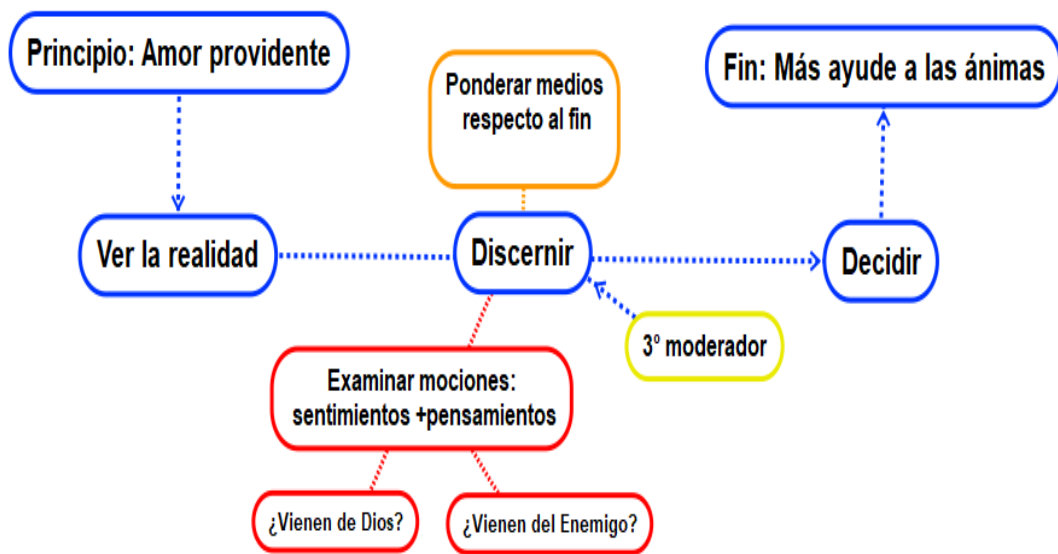 Principio: Amor providente
Fin: Más ayude a las ánimas
Ponderar medios
respecto al fin
Ver la realidad
Discernir
Decidir
3º moderador
Examinar mociones:
sentimientos +pensamientos
¿Vienen de Dios?
¿Vienen del Enemigo?